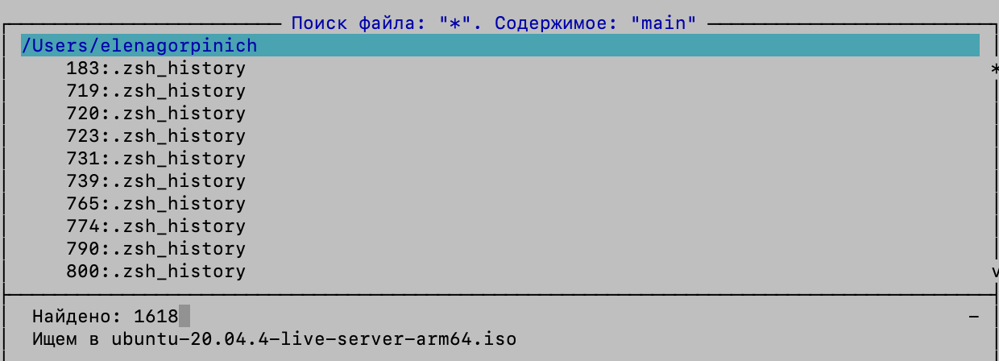 Поиск файла: "*". Содержимое: "main"
/Users/elenagorpinich
183:.zsh_history
719:.zsh_history
720:.zsh_history
723:.zsh_history
731:.zsh_history
739:.zsh_history
765:.zsh_history
774:.zsh_history
790:.zsh_history
800:.zsh_history
Найдено: 1618
Ищем в ubuntu-20.04.4-live-server-arm64.iso